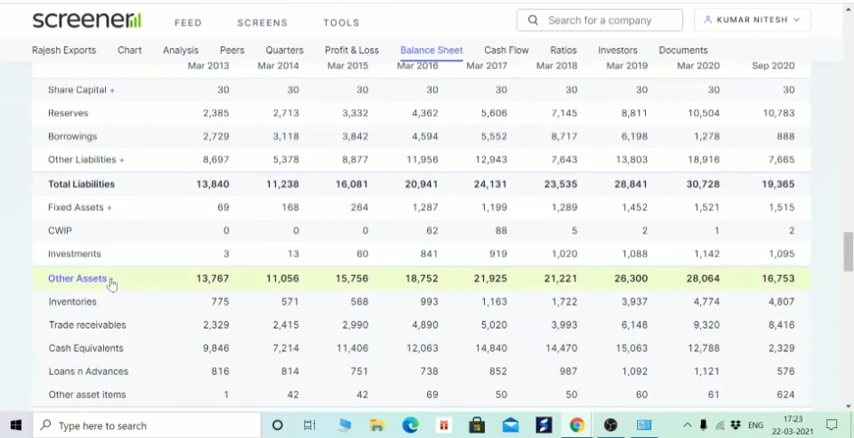 screener
FEED SCREENS TOOLS
Search for a company
KUMAR NITESH
Rajesh Exports Chart Analysis Peers Quarters Profit & Loss Balance Sheet Cash Flow Ratios Investors Documents
Mar 2013 Mar 2014 Mar 2015 Mar 2016 Mar 2017 Mar 2018 Mar 2019 Mar 2020 Sep 2020
Share Capital + 30 30 30 30 30 30 30 30 30
Reserves 2,385 2,713 3,332 4,362 5,606 7,145 8,811 10,504 10,783
Borrowings 2,729 3,118 3,842 4,594 5,552 8,717 6,198 1,278 888
Other Liabilities + 8,697 5,378 8,877 11,956 12,943 7,643 13,803 18,916 7,665
Total Liabilities 13,840 11,238 16,081 20,941 24,131 23,535 28,841 30,728 19,365
Fixed Assets + 69 168 264 1,287 1,199 1,289 1,452 1,521 1,515
CWIP 0 0 0 62 88 5 2 1 2
Investments 3 13 60 841 919 1,020 1,088 1,142 1,095
Other Assets 13,767 11,056 15,756 18,752 21,925 21,221 26,300 28,064 16,753
Inventories 775 571 568 993 1,163 1,722 3,937 4,774 4,807
Trade receivables 2,329 2,415 2,990 4,890 5,020 3,993 6,148 9,320 8,416
Cash Equivalents 9,846 7,214 11,406 12,063 14,840 14,470 15,063 12,788 2,329
Loans n Advances 816 814 751 738 852 987 1,092 1,121 576
Other asset items 1 42 42 69 50 50 60 61 624
Type here to search
ENG
17:23
22-03-2021